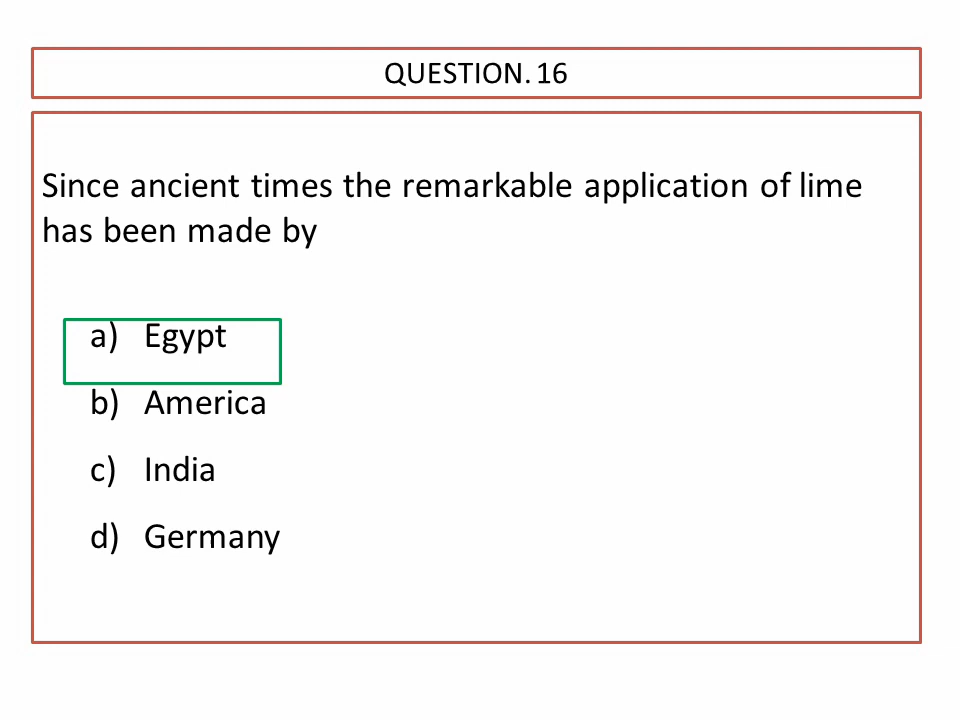 QUESTION. 16
Since ancient times the remarkable application of lime
has been made by
a) Egypt
b) America
c) India
d) Germany